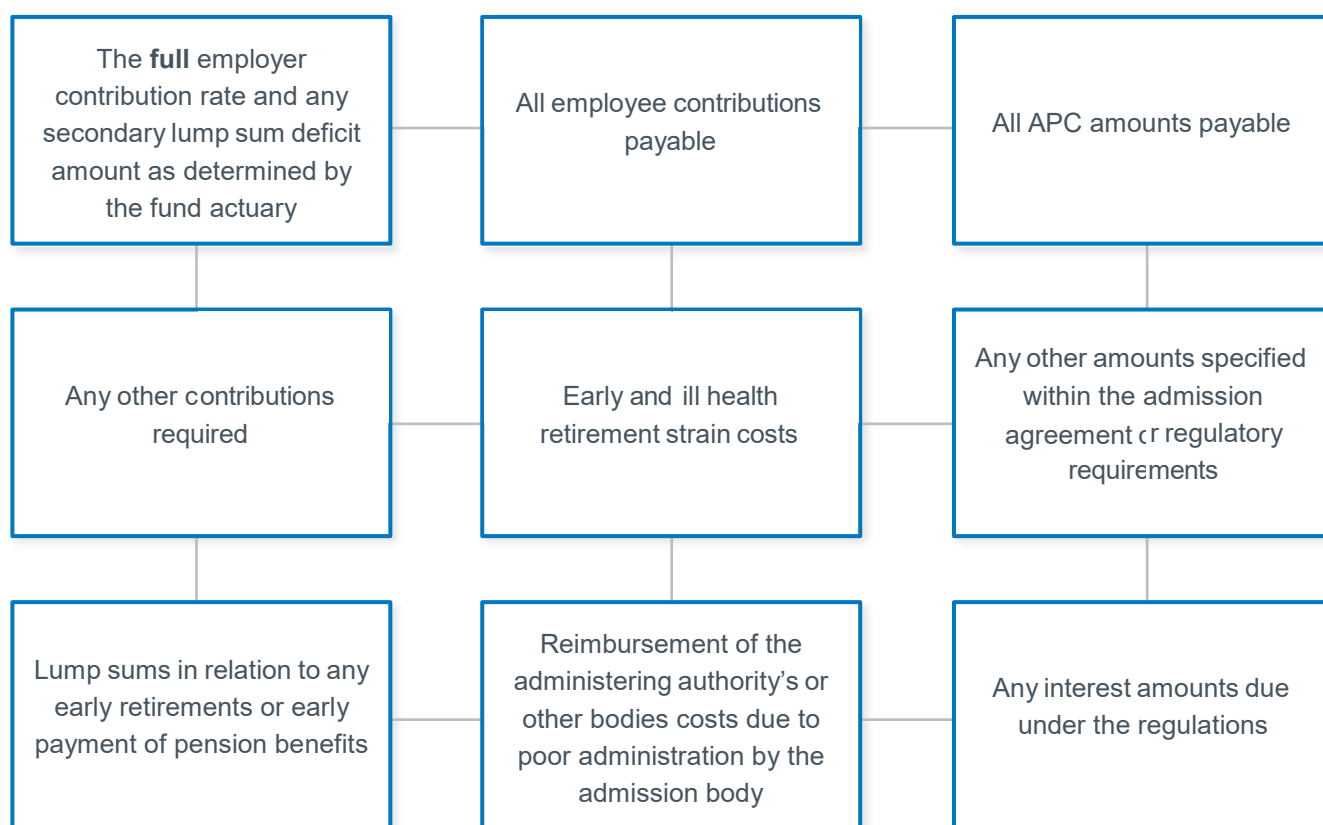 The full employer
contribution rate and any
secondary lump sum deficit
amount as determined by
the fund actuary
All employee contributions
payable
All APC amounts payable
Any other contributions
required
Early and ill health
retirement strain costs
Any other amounts specified
within the admission
agreement or regulatory
requirements
Lump sums in relation to any
early retirements or early
payment of pension benefits
Reimbursement of the
administering authority’s or
other bodies costs due to
poor administration by the
admission body
Any interest amounts due
under the regulations